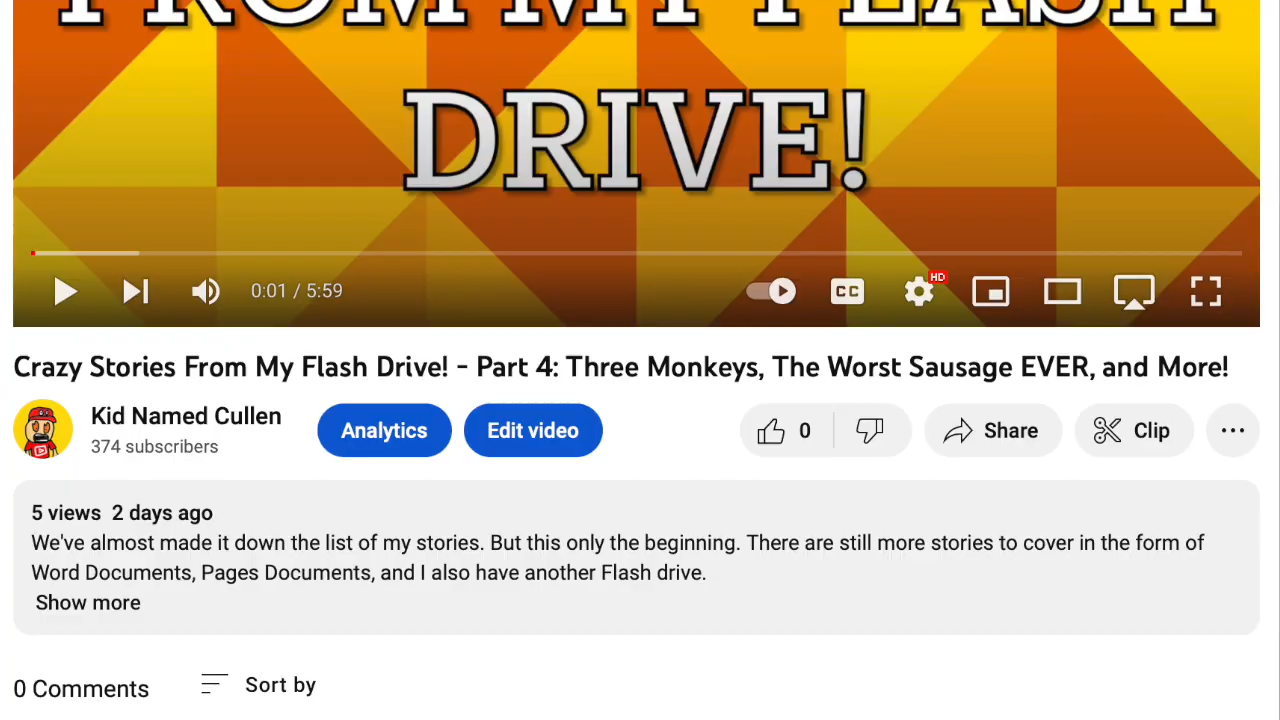 FROM MY FLASH
DRIVE!
0:01 / 5:59
CC
HD
Crazy Stories From My Flash Drive! - Part 4: Three Monkeys, The Worst Sausage EVER, and More!
Kid Named Cullen
374 subscribers
Analytics
Edit video
0
Share
Clip
5 views 2 days ago
We've almost made it down the list of my stories. But this only the beginning. There are still more stories to cover in the form of
Word Documents, Pages Documents, and I also have another Flash drive.
Show more
0 Comments
Sort by